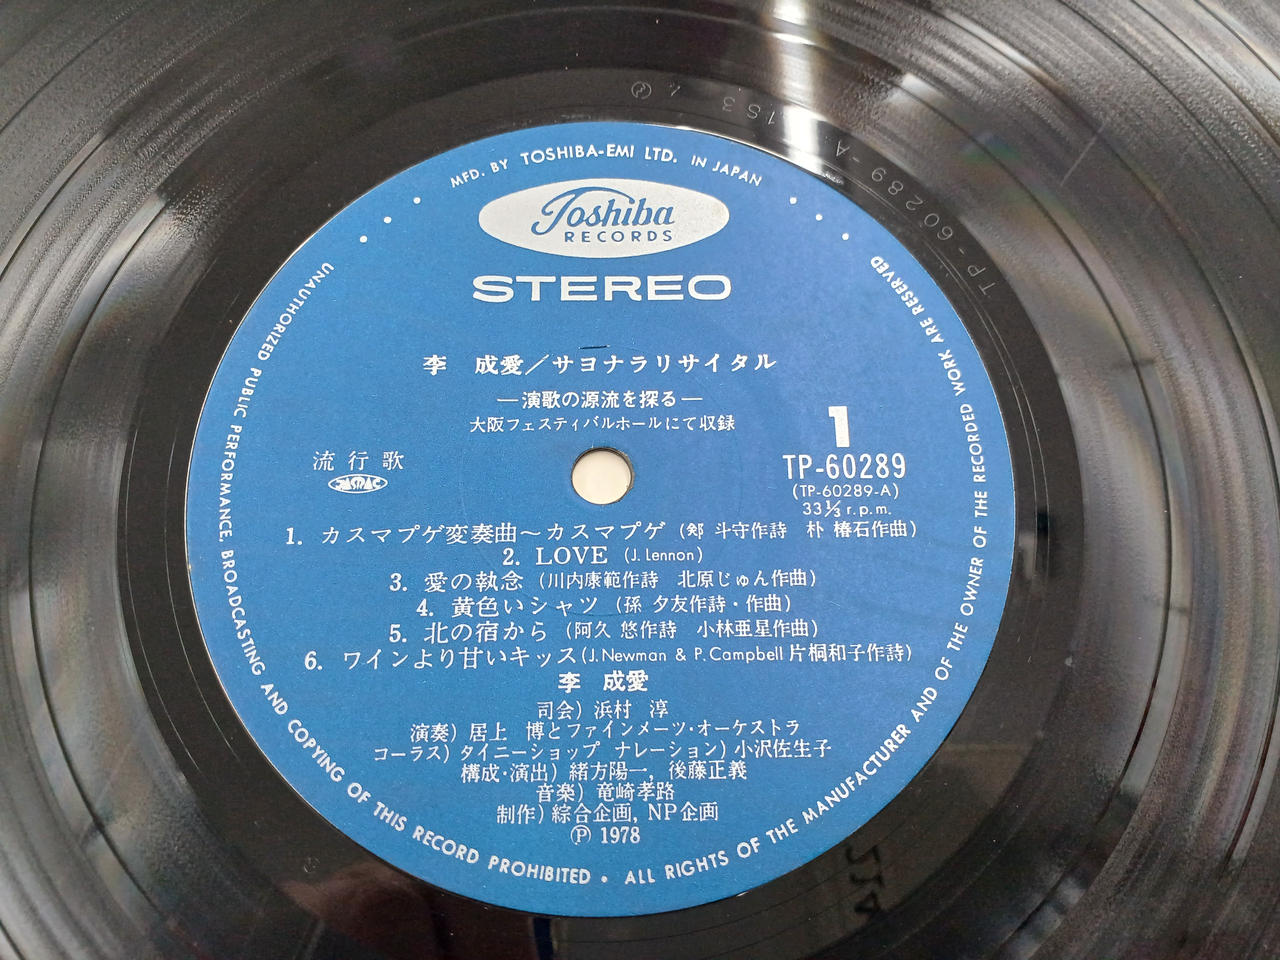 TP-60289-A 1S3 4 Ⓟ
MFD. BY TOSHIBA-EMI LTD. IN JAPAN
Toshiba
RECORDS
STEREO
李 成愛／サヨナラリサイタル
―演歌の源流を探る―
大阪フェスティバルホールにて収録
1
流行歌
TP-60289
JASRAC
(TP-60289-A)
33⅓ r.p.m.
1. カスマプゲ変奏曲～カスマプゲ (鄭 斗守作詩 朴 椿石作曲)
2. LOVE (J. Lennon)
3. 愛の執念 (川内康範作詩 北原じゅん作曲)
4. 黄色いシャツ (孫 夕友作詩・作曲)
5. 北の宿から (阿久 悠作詩 小林亜星作曲)
6. ワインより甘いキッス(J. Newman & P. Campbell 片桐和子作詩)
李 成愛
司会) 浜村 淳
演奏) 居上 博とファインメーツ・オーケストラ
コーラス) タイニーショップ ナレーション) 小沢佐生子
構成・演出) 緒方陽一, 後藤正義
音楽) 竜崎孝路
制作) 綜合企画, NP企画
Ⓟ 1978
UNAUTHORIZED PUBLIC PERFORMANCE, BROADCASTING AND COPYING OF THIS RECORD PROHIBITED • ALL RIGHTS OF THE MANUFACTURER AND OF THE OWNER OF THE RECORDED WORK ARE RESERVED